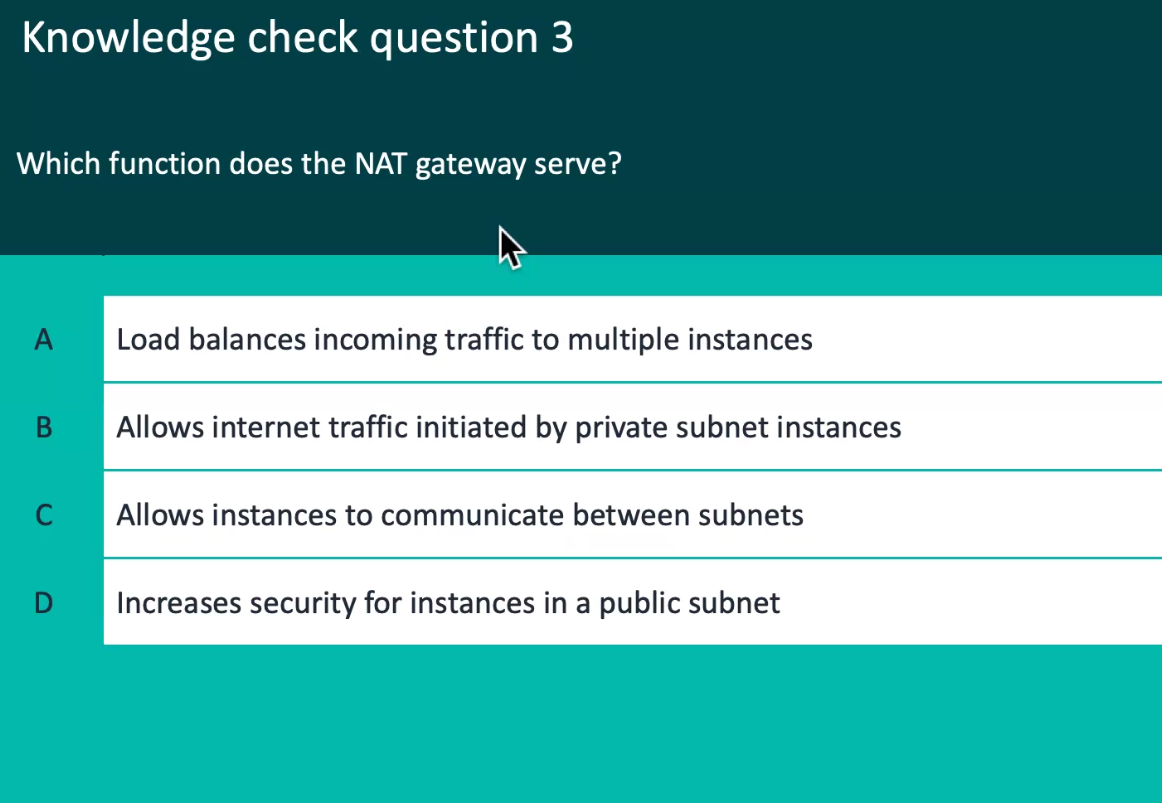 Knowledge check question 3
Which function does the NAT gateway serve?
A Load balances incoming traffic to multiple instances
B Allows internet traffic initiated by private subnet instances
C Allows instances to communicate between subnets
D Increases security for instances in a public subnet